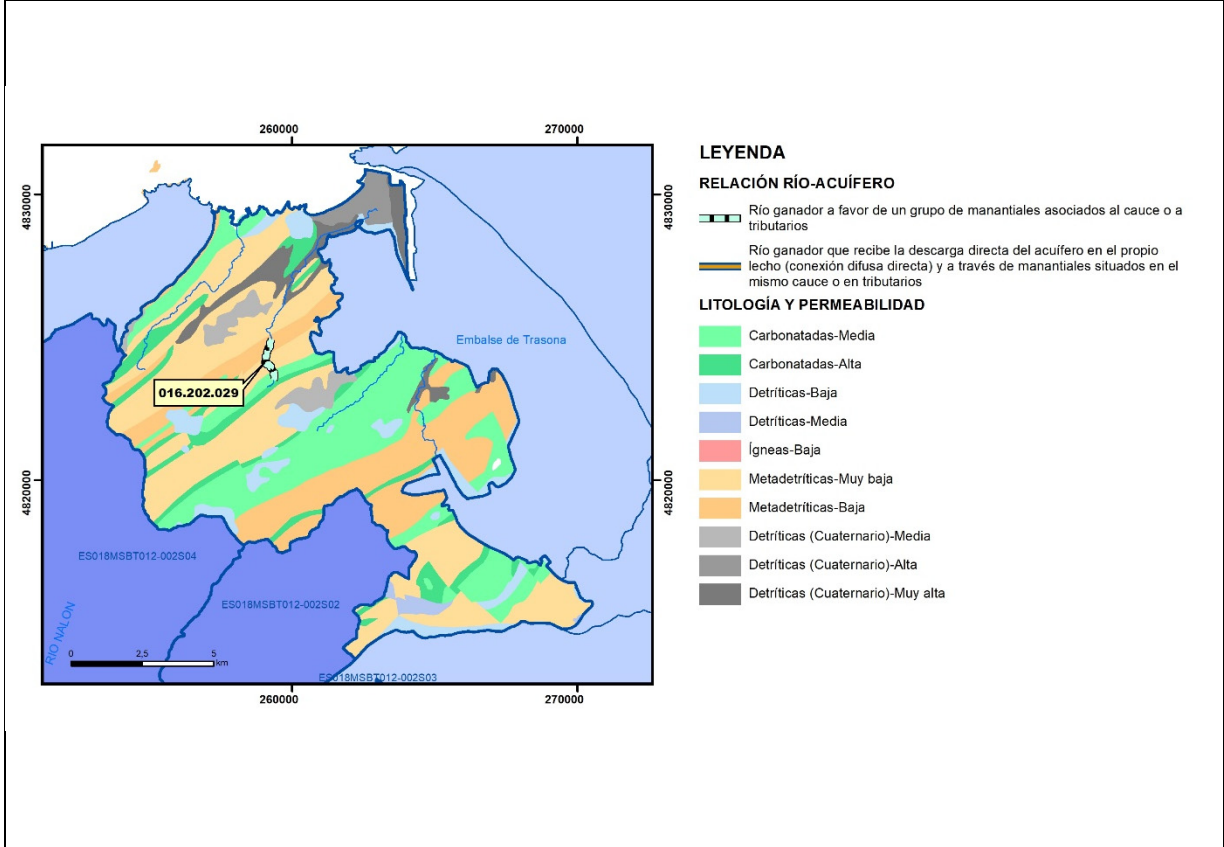 260000
270000
4830000
4830000
Embalse de Trasona
016.202.029
4820000
4820000
ES018MSBT012-002S04
ES018MSBT012-002S02
RIO NALON
0
2,5
5
km
ES018MSBT012-002S03
260000
270000
LEYENDA
RELACIÓN RÍO-ACUÍFERO
Río ganador a favor de un grupo de manantiales asociados al cauce o a
tributarios
Río ganador que recibe la descarga directa del acuífero en el propio
lecho (conexión difusa directa) y a través de manantiales situados en el
mismo cauce o en tributarios
LITOLOGÍA Y PERMEABILIDAD
Carbonatadas-Media
Carbonatadas-Alta
Detríticas-Baja
Detríticas-Media
Ígneas-Baja
Metadetríticas-Muy baja
Metadetríticas-Baja
Detríticas (Cuaternario)-Media
Detríticas (Cuaternario)-Alta
Detríticas (Cuaternario)-Muy alta